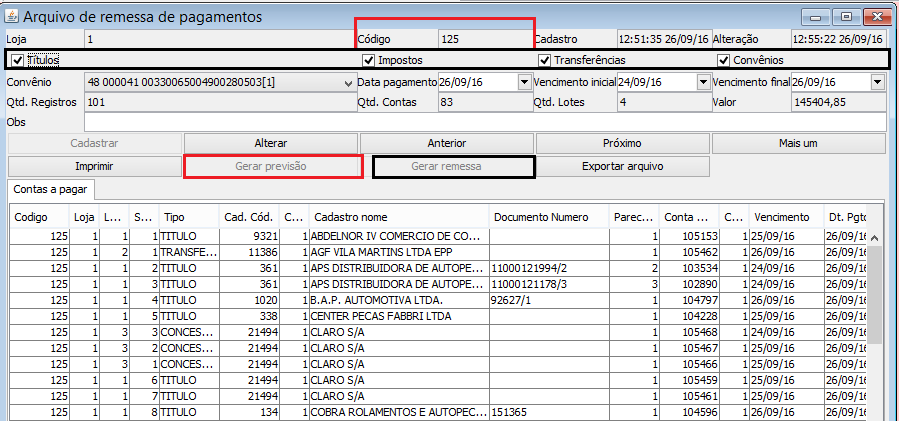 Arquivo de remessa de pagamentos
Loja 1 Código 125 Cadastro 12:51:35 26/09/16 Alteração 12:55:22 26/09/16
Títulos Impostos Transferências Convênios
Convênio 48 000041 00330065004900280503[1] Data pagamento 26/09/16 Vencimento inicial 24/09/16 Vencimento final 26/09/16
Qtd. Registros 101 Qtd. Contas 83 Qtd. Lotes 4 Valor 145404,85
Obs
Cadastrar Alterar Anterior Próximo Mais um
Imprimir Gerar previsão Gerar remessa Exportar arquivo
Contas a pagar
Codigo Loja L... S... Tipo Cad. Cód. C... Cadastro nome Documento Numero Parec... Conta ... C... Vencimento Dt. Pgto
125 1 1 1 TITULO 9321 1 ABDELNOR IV COMERCIO DE CO... 1 105153 1 25/09/16 26/09/16
125 1 2 1 TRANSFE... 11386 1 AGF VILA MARTINS LTDA EPP 1 105462 1 26/09/16 26/09/16
125 1 1 2 TITULO 361 1 APS DISTRIBUIDORA DE AUTOPE... 11000121994/2 2 103534 1 24/09/16 26/09/16
125 1 1 3 TITULO 361 1 APS DISTRIBUIDORA DE AUTOPE... 11000121178/3 3 102890 1 24/09/16 26/09/16
125 1 1 4 TITULO 1020 1 B.A.P. AUTOMOTIVA LTDA. 92627/1 1 104797 1 26/09/16 26/09/16
125 1 1 5 TITULO 338 1 CENTER PECAS FABBRI LTDA 1 104228 1 25/09/16 26/09/16
125 1 3 3 CONCES... 21494 1 CLARO S/A 1 105468 1 24/09/16 26/09/16
125 1 3 2 CONCES... 21494 1 CLARO S/A 1 105467 1 25/09/16 26/09/16
125 1 3 1 CONCES... 21494 1 CLARO S/A 1 105466 1 24/09/16 26/09/16
125 1 1 6 TITULO 21494 1 CLARO S/A 1 105459 1 25/09/16 26/09/16
125 1 1 7 TITULO 21494 1 CLARO S/A 1 105461 1 25/09/16 26/09/16
125 1 1 8 TITULO 134 1 COBRA ROLAMENTOS E AUTOPEC... 151365 1 104596 1 26/09/16 26/09/16